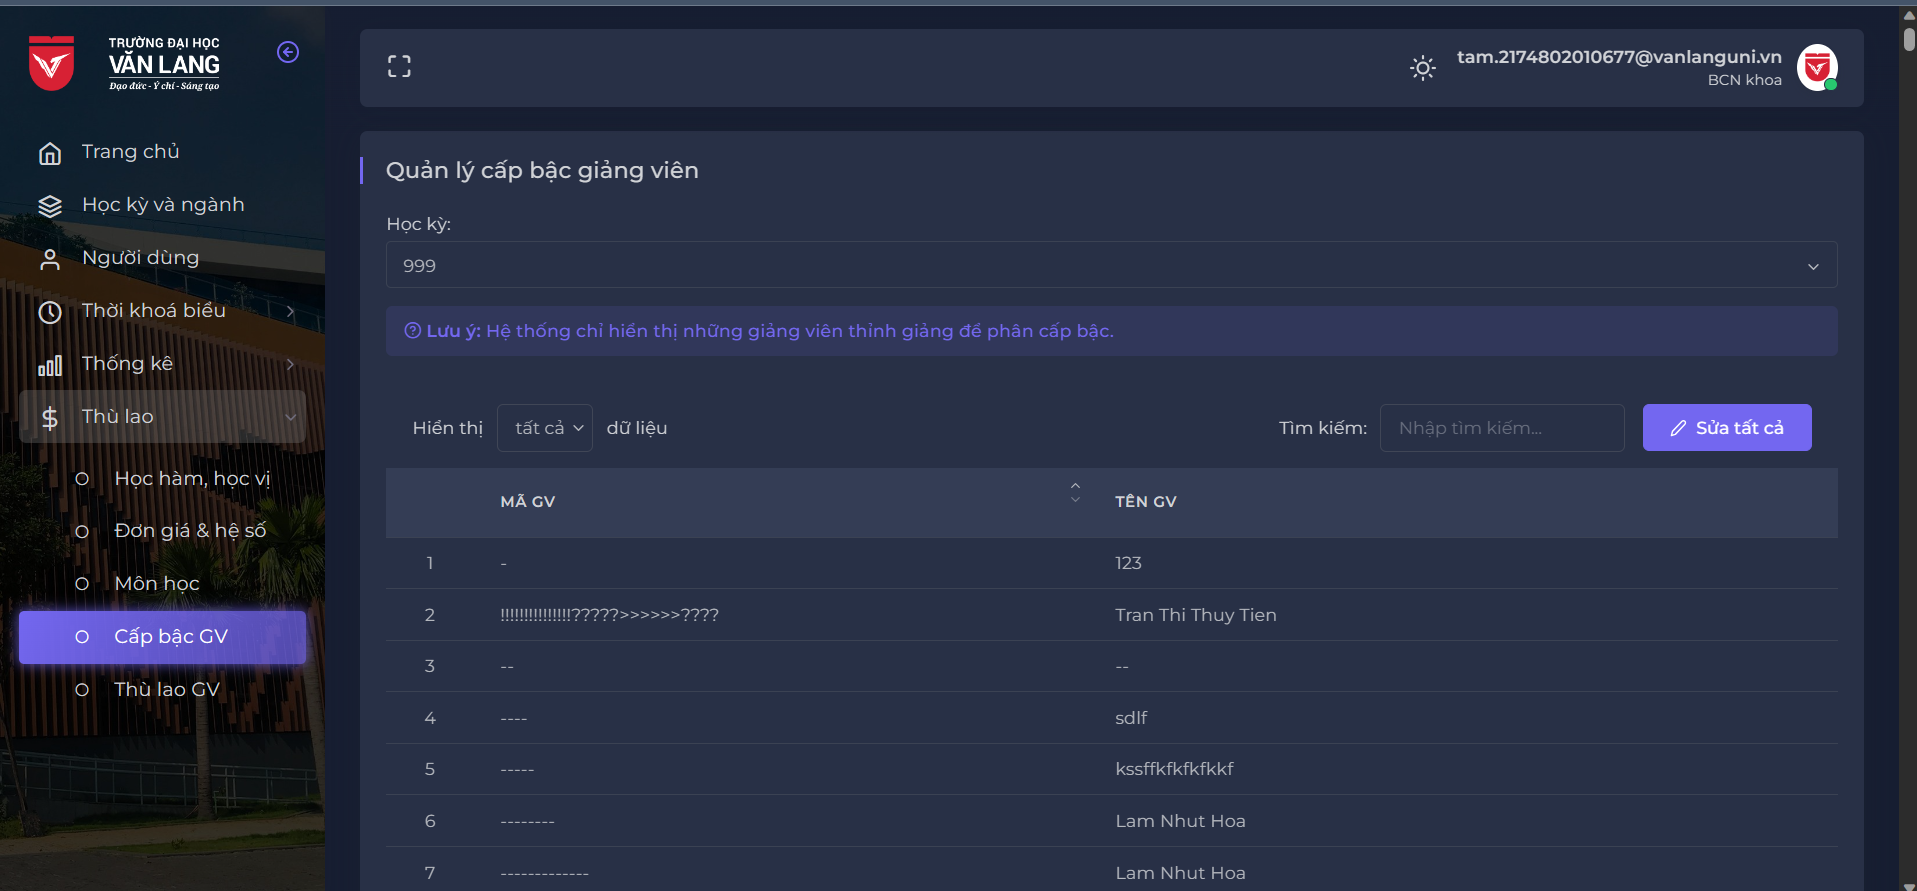 TRƯỜNG ĐẠI HỌC
VĂN LANG
Đạo đức - Ý chí - Sáng tạo
Trang chủ
Học kỳ và ngành
Người dùng
Thời khoá biểu
Thống kê
Thù lao
Học hàm, học vị
Đơn giá & hệ số
Môn học
Cấp bậc GV
Thù lao GV
tam.2174802010677@vanlanguni.vn
BCN khoa
Quản lý cấp bậc giảng viên
Học kỳ:
999
Lưu ý: Hệ thống chỉ hiển thị những giảng viên thỉnh giảng để phân cấp bậc.
Hiển thị tất cả dữ liệu
Tìm kiếm: Nhập tìm kiếm... Sửa tất cả
MÃ GV TÊN GV
1 - 123
2 !!!!!!!!!!!!!!!?????>>>>>>???? Tran Thi Thuy Tien
3 -- --
4 ---- sdlf
5 ----- kssffkfkfkfkkf
6 -------- Lam Nhut Hoa
7 ------------- Lam Nhut Hoa